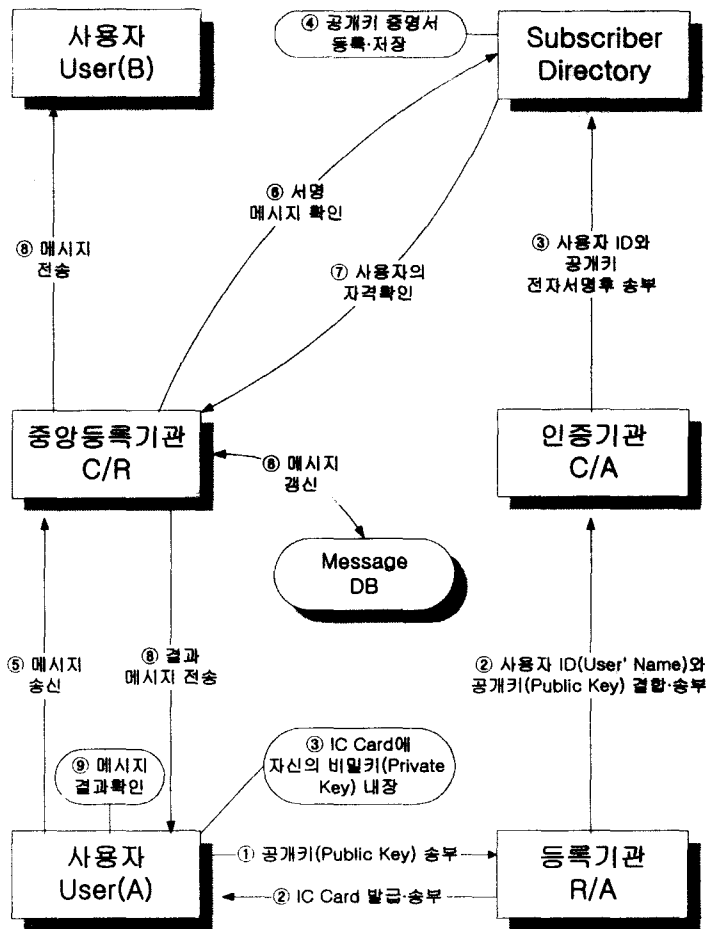 사용자
User(B)
④ 공개키 증명서
등록·저장
Subscriber
Directory
⑥ 서명
메시지 확인
⑧ 메시지
전송
⑦ 사용자의
자격확인
③ 사용자 ID와
공개키
전자서명후 송부
중앙등록기관
C/R
인증기관
C/A
⑧ 메시지
갱신
Message
DB
⑤ 메시지
송신
⑧ 결과
메시지 전송
② 사용자 ID(User' Name)와
공개키(Public Key) 결합·송부
③ IC Card에
자신의 비밀키(Private
Key) 내장
⑨ 메시지
결과확인
사용자
User(A)
① 공개키(Public Key) 송부
② IC Card 발급·송부
등록기관
R/A